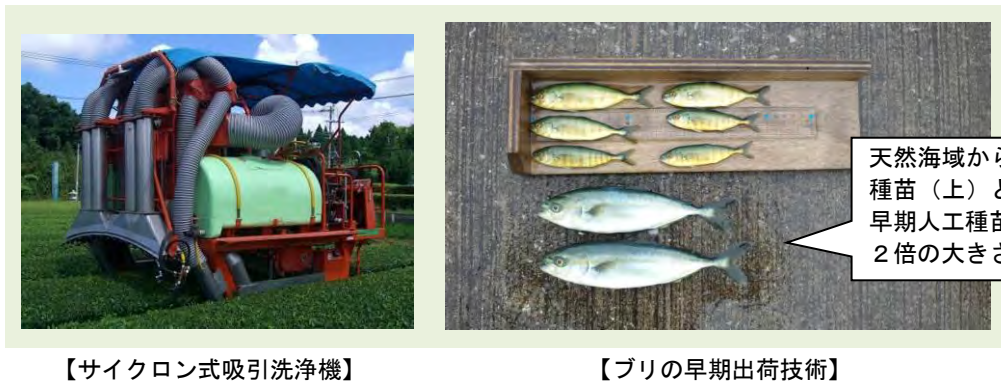 天然海域から
種苗（上）と
早期人工種苗
２倍の大きさ
【サイクロン式吸引洗浄機】
【ブリの早期出荷技術】